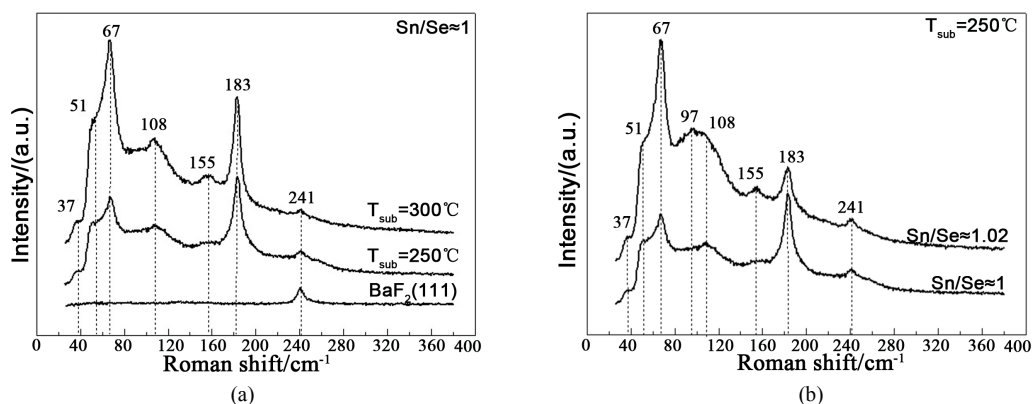 Sn/Se≈1
67
183
51
108
155
241
37
T_sub=300℃
T_sub=250℃
BaF₂(111)
0 40 80 120 160 200 240 280 320 360 400
Roman shift/cm⁻¹
Intensity/(a.u.)
(a)
T_sub=250℃
67
51
97
108
155
183
37
241
Sn/Se≈1.02
Sn/Se≈1
0 40 80 120 160 200 240 280 320 360 400
Roman shift/cm⁻¹
Intensity/(a.u.)
(b)